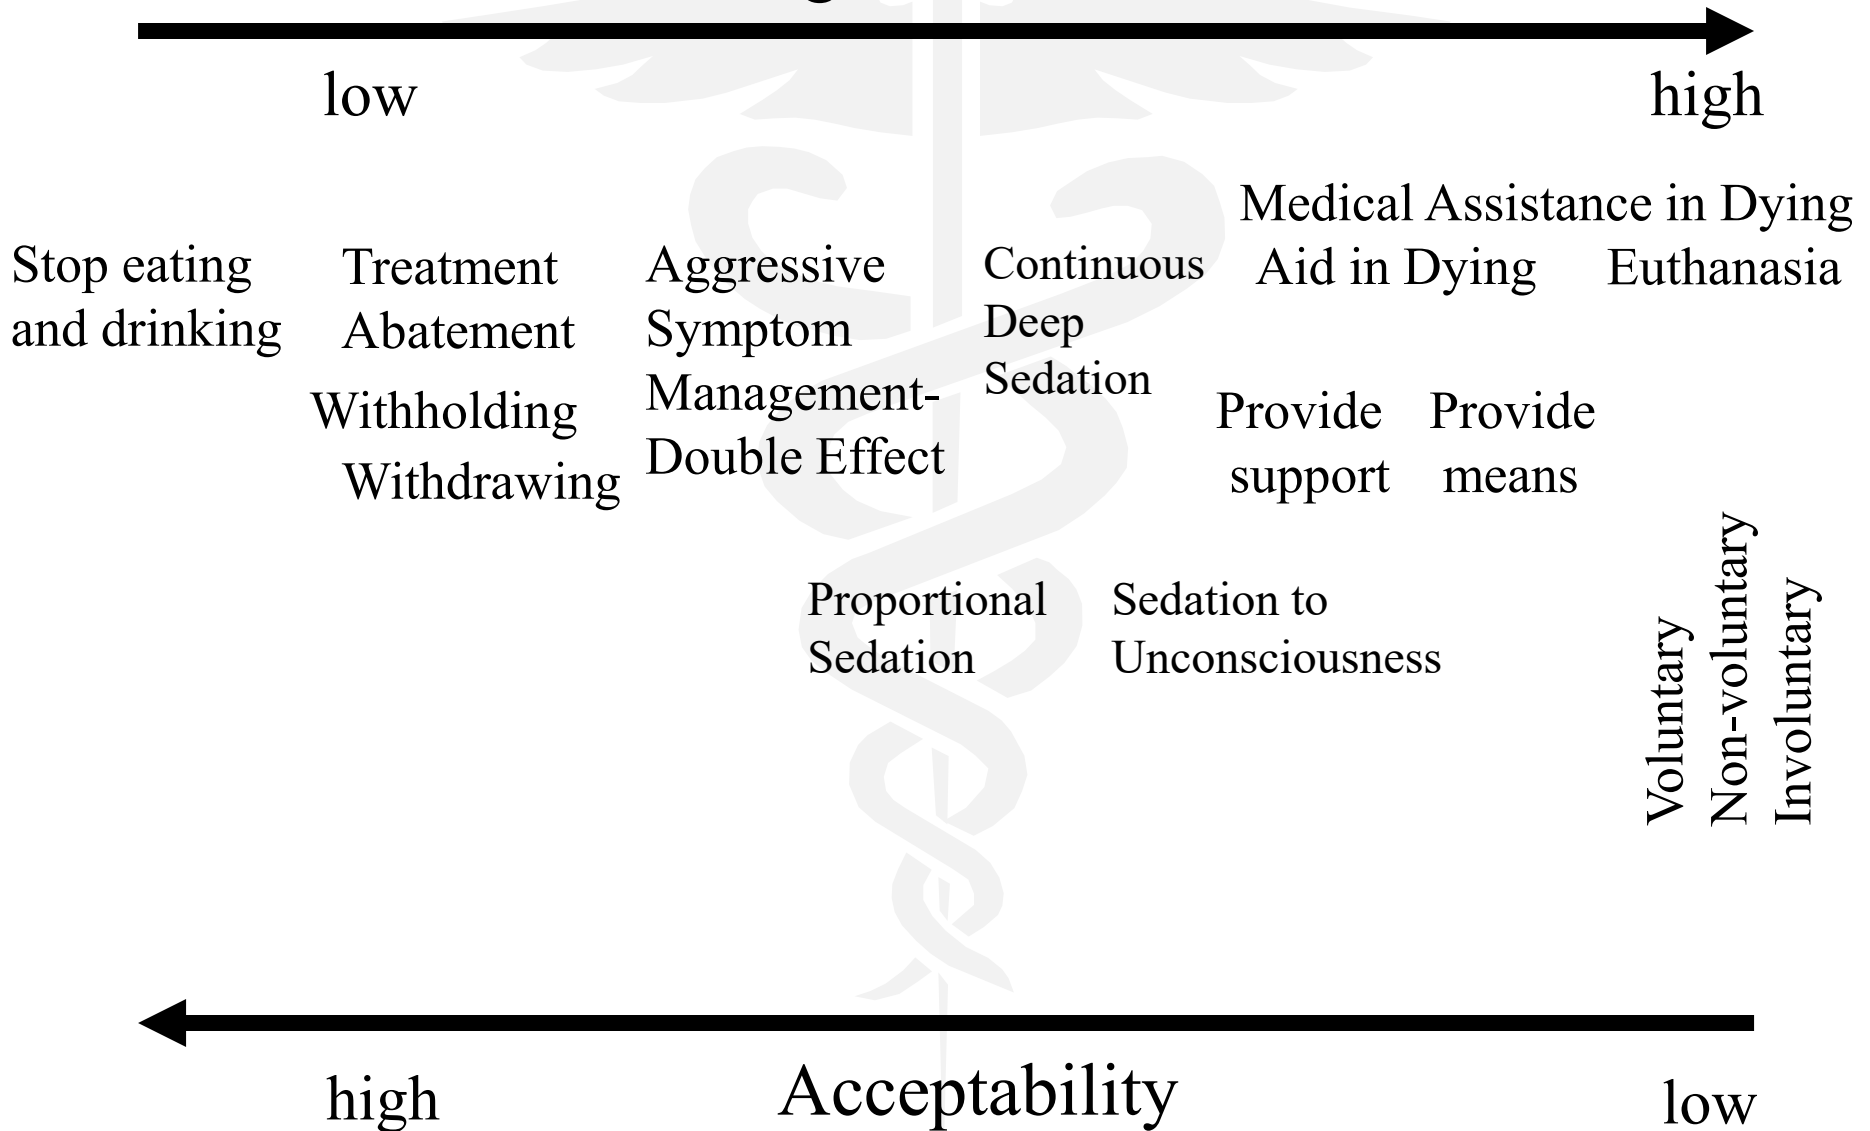 low
high
Medical Assistance in Dying
Stop eating
and drinking
Treatment
Abatement
Withholding
Withdrawing
Aggressive
Symptom
Management-
Double Effect
Continuous
Deep
Sedation
Aid in Dying
Euthanasia
Provide
support
Provide
means
Proportional
Sedation
Sedation to
Unconsciousness
Voluntary
Non-voluntary
Involuntary
high
Acceptability
low